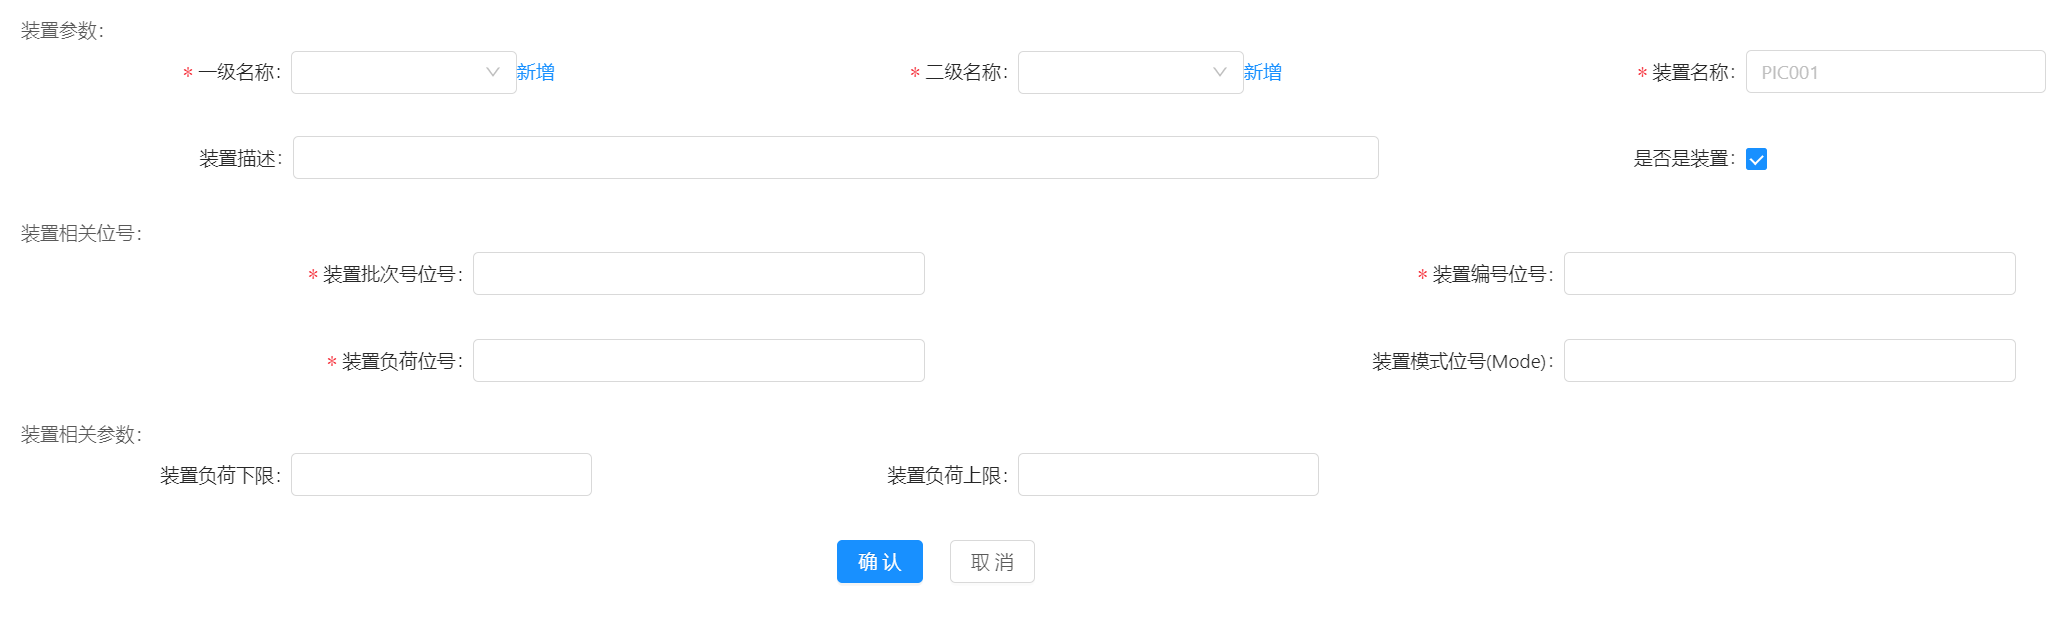 装置参数：
* 一级名称： 新增 * 二级名称： 新增 * 装置名称： PIC001
装置描述： 是否是装置：
装置相关位号：
* 装置批次号位号： * 装置编号位号：
* 装置负荷位号： 装置模式位号(Mode)：
装置相关参数：
装置负荷下限： 装置负荷上限：
确 认 取 消